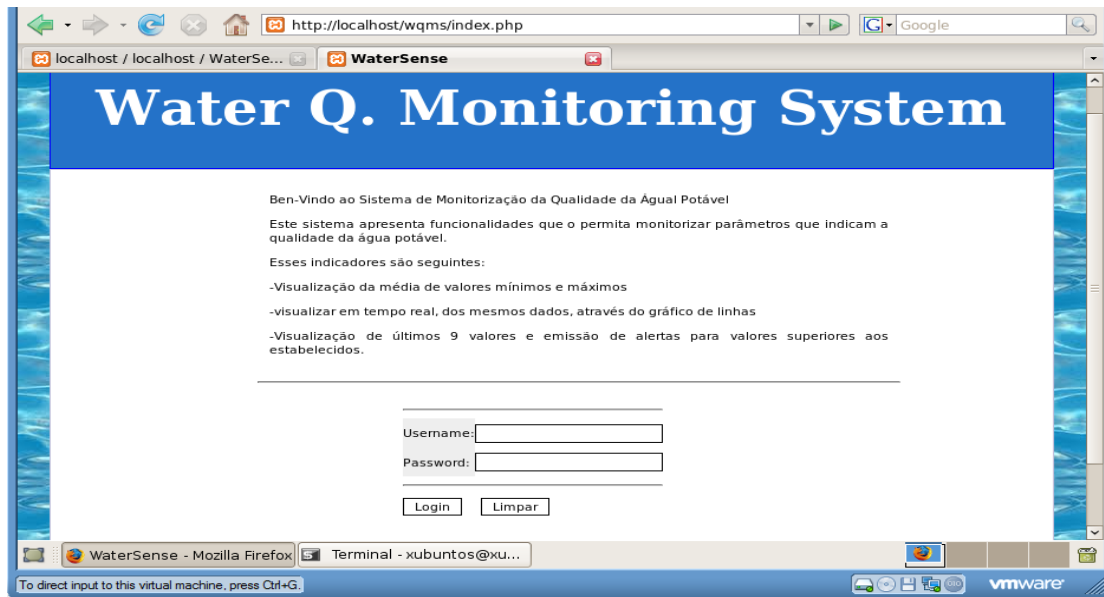 http://localhost/wqms/index.php
Google
localhost / localhost / WaterSe...
WaterSense
Water Q. Monitoring System
Ben-Vindo ao Sistema de Monitorização da Qualidade da Águal Potável
Este sistema apresenta funcionalidades que o permita monitorizar parâmetros que indicam a
qualidade da água potável.
Esses indicadores são seguintes:
-Visualização da média de valores mínimos e máximos
-visualizar em tempo real, dos mesmos dados, através do gráfico de linhas
-Visualização de últimos 9 valores e emissão de alertas para valores superiores aos
estabelecidos.
Username:
Password:
Login Limpar
WaterSense - Mozilla Firefox
Terminal - xubuntos@xu...
To direct input to this virtual machine, press Ctrl+G.
vmware